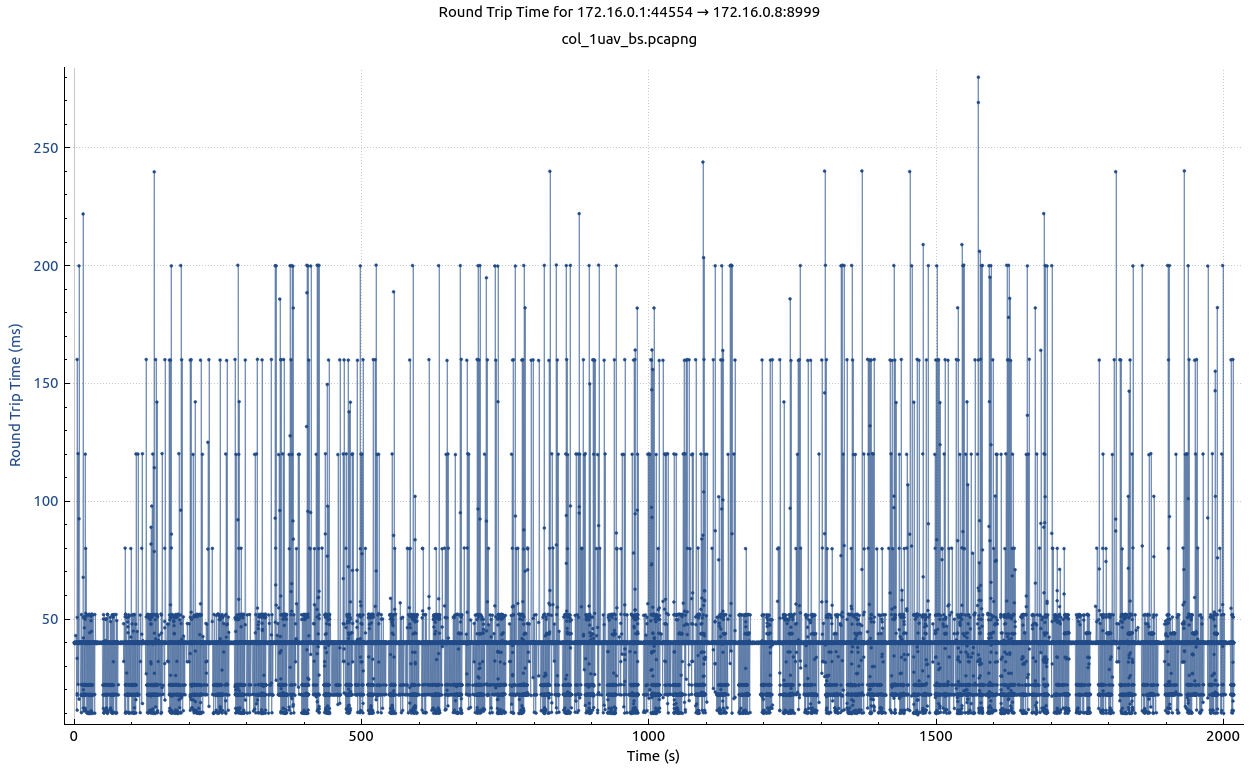 Round Trip Time for 172.16.0.1:44554 → 172.16.0.8:8999
col_1uav_bs.pcapng
250
200
150
100
50
Round Trip Time (ms)
0 500 1000 1500 2000
Time (s)